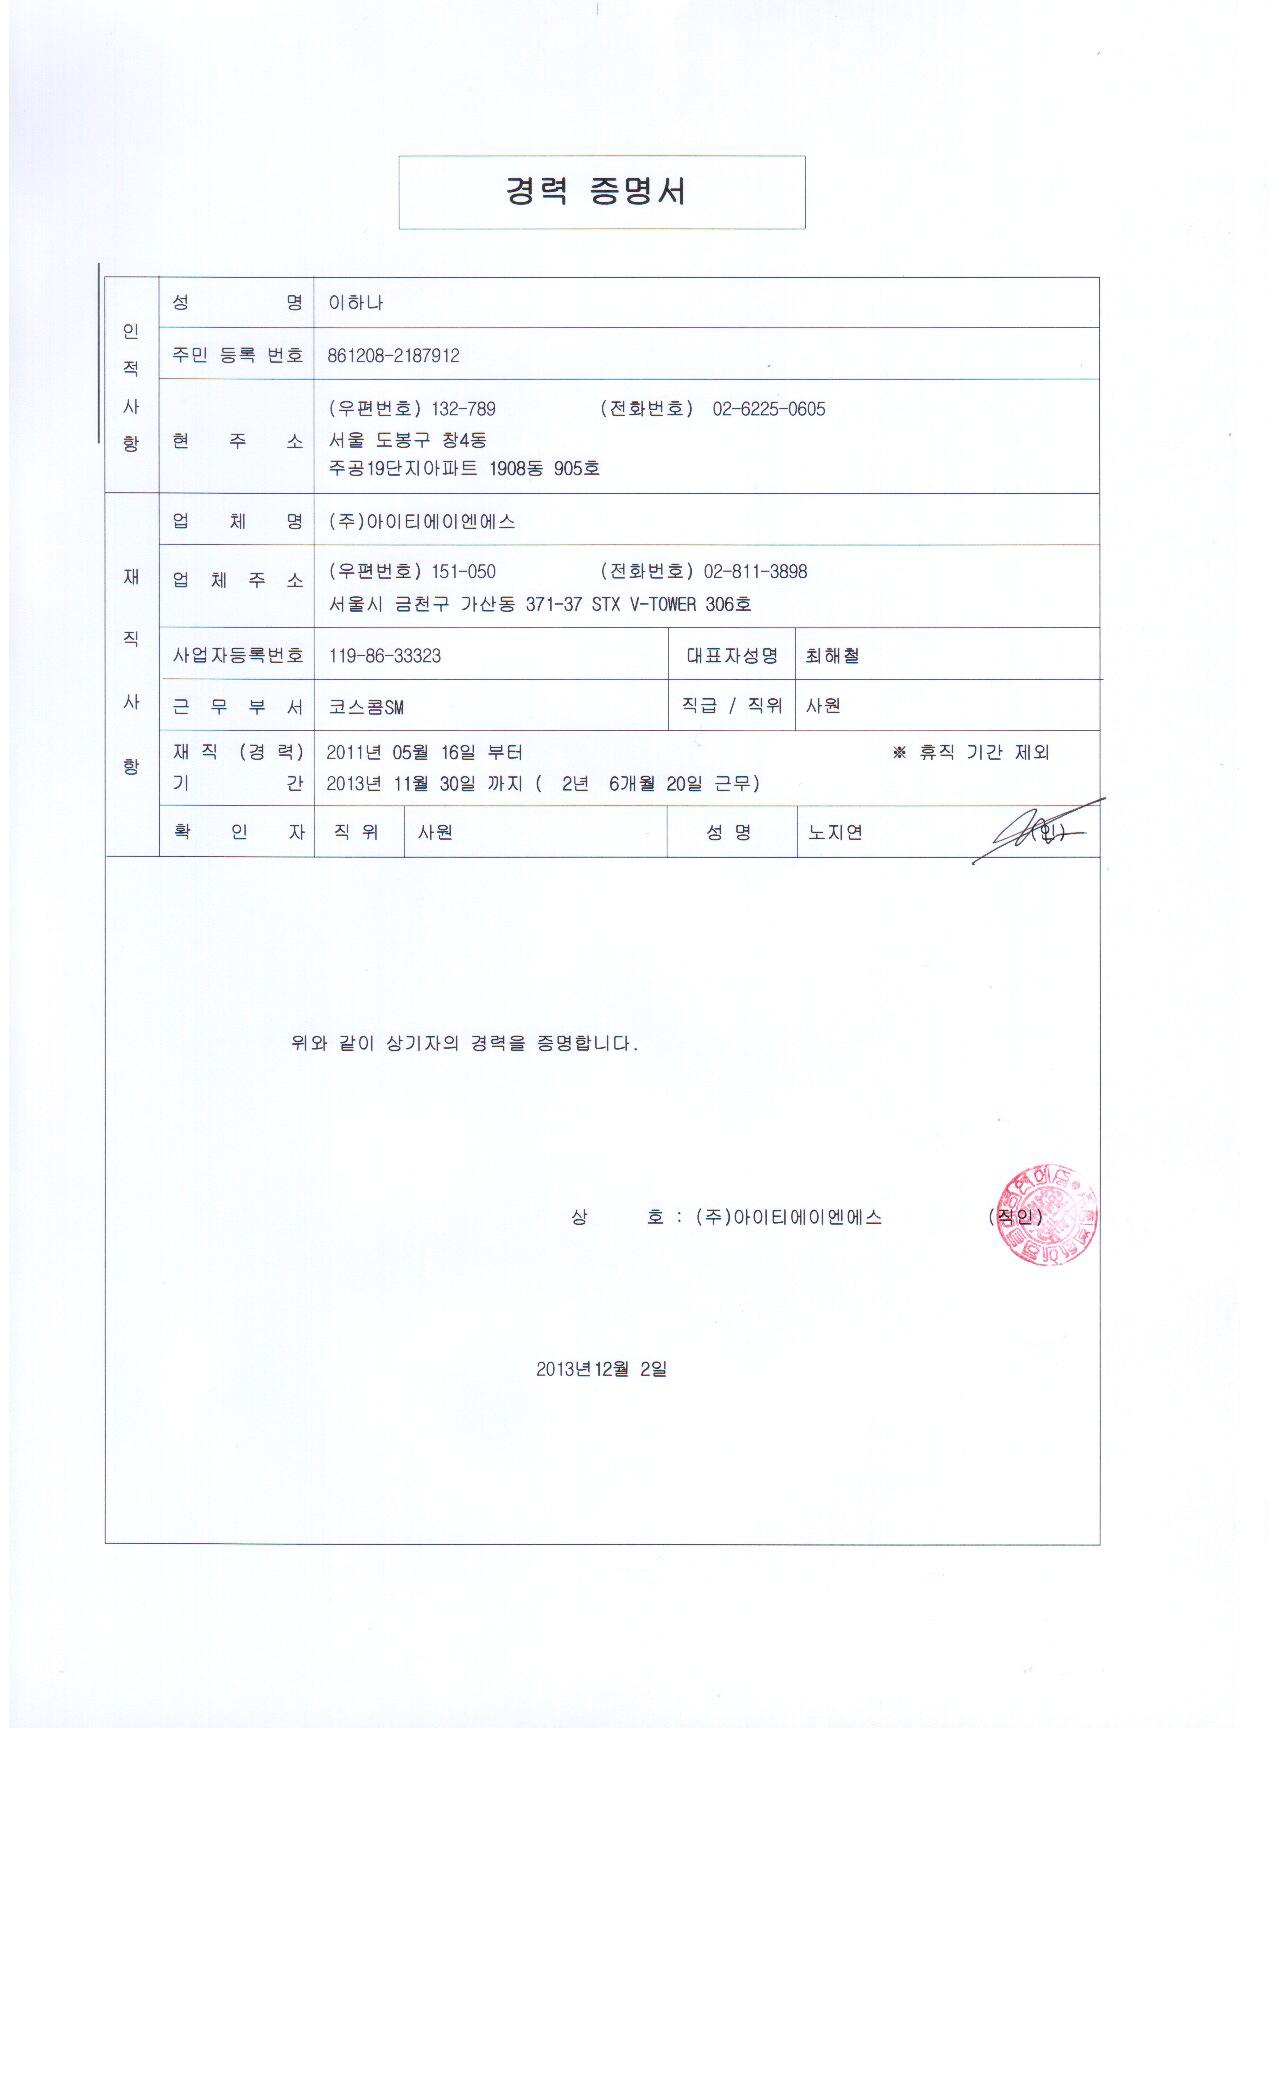 경력 증명서
인적사항
성 명 이하나
주민 등록 번호 861208-2187912
현 주 소 (우편번호) 132-789 (전화번호) 02-6225-0605
서울 도봉구 창4동
주공19단지아파트 1908동 905호
재직사항
업 체 명 (주)아이티에이엔에스
업 체 주 소 (우편번호) 151-050 (전화번호) 02-811-3898
서울시 금천구 가산동 371-37 STX V-TOWER 306호
사업자등록번호 119-86-33323 대표자성명 최해철
근 무 부 서 코스콤SM 직급 / 직위 사원
재 직 (경 력) 2011년 05월 16일 부터 ※ 휴직 기간 제외
기 간 2013년 11월 30일 까지 ( 2년 6개월 20일 근무)
확 인 자 직 위 사원 성 명 노지연 (인)
위와 같이 상기자의 경력을 증명합니다.
상 호 : (주)아이티에이엔에스 (직인)
2013년12월 2일